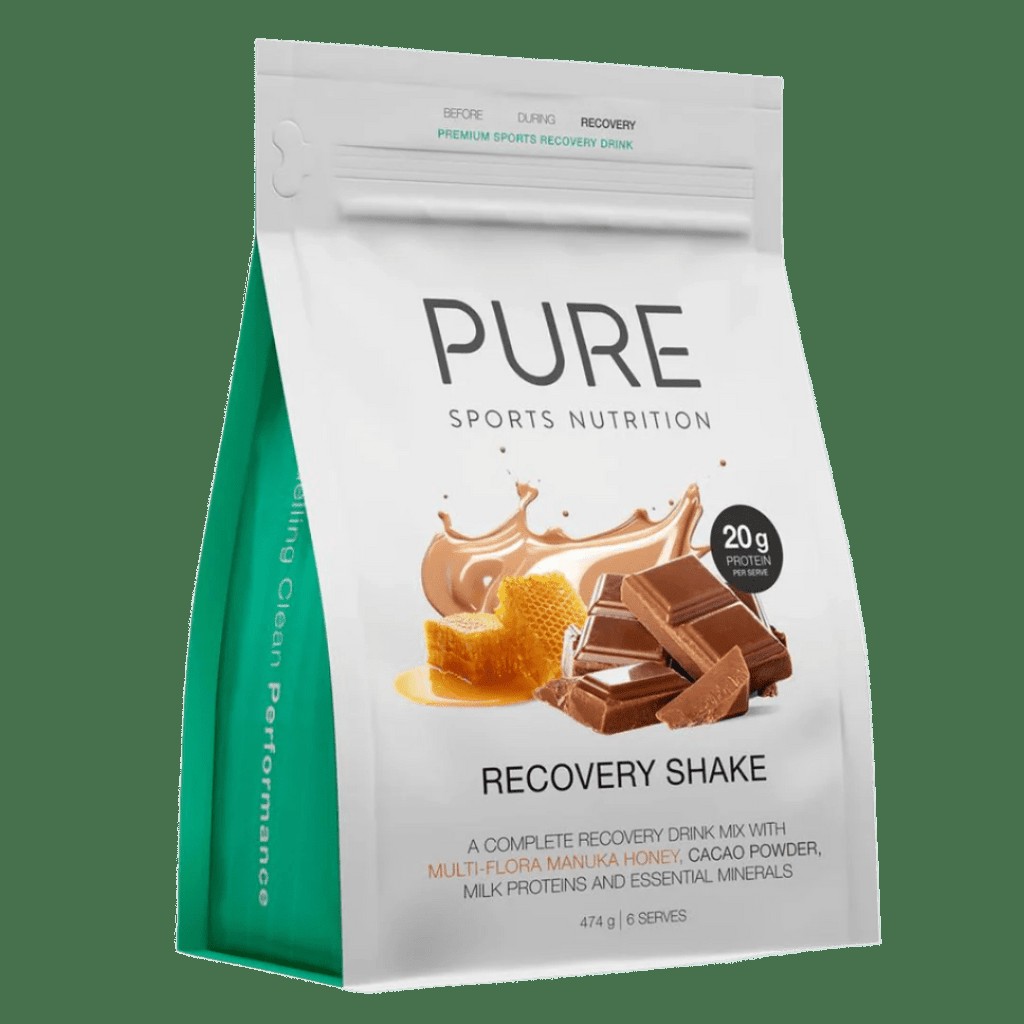 BEFORE DURING RECOVERY
PREMIUM SPORTS RECOVERY DRINK
PURE
SPORTS NUTRITION
20g
PROTEIN
PER SERVE
RECOVERY SHAKE
A COMPLETE RECOVERY DRINK MIX WITH
MULTI-FLORA MANUKA HONEY, CACAO POWDER,
MILK PROTEINS AND ESSENTIAL MINERALS
474 g | 6 SERVES
Clean Performance